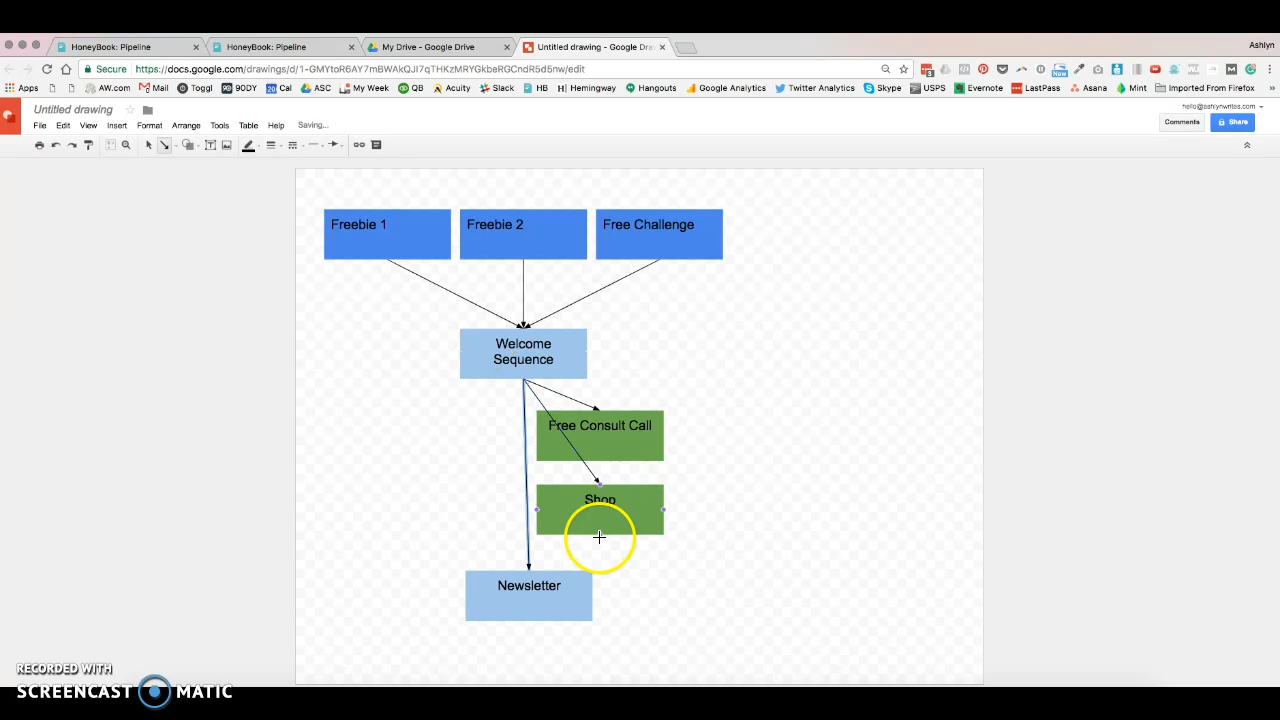 Ashlyn
HoneyBook: Pipeline
HoneyBook: Pipeline
My Drive - Google Drive
Untitled drawing - Google Dra
Secure
https://docs.google.com/drawings/d/1-GMYtoR6AY7mBWAkQJI7qTHKzMRYGkbeRGCndR5d5nw/edit
Apps
AW.com
Mail
Toggl
90DTY
Cal
ASC
My Week
QB
Acuity
Slack
HB
Hemingway
Hangouts
Google Analytics
Twitter Analytics
Skype
USPS
Evernote
LastPass
Asana
Mint
Imported From Firefox
Untitled drawing
hello@ashlynwrites.com
File Edit View Insert Format Arrange Tools Table Help Saving...
Comments
Share
Freebie 1
Freebie 2
Free Challenge
Welcome
Sequence
Free Consult Call
Shop
Newsletter
RECORDED WITH
SCREENCAST MATIC